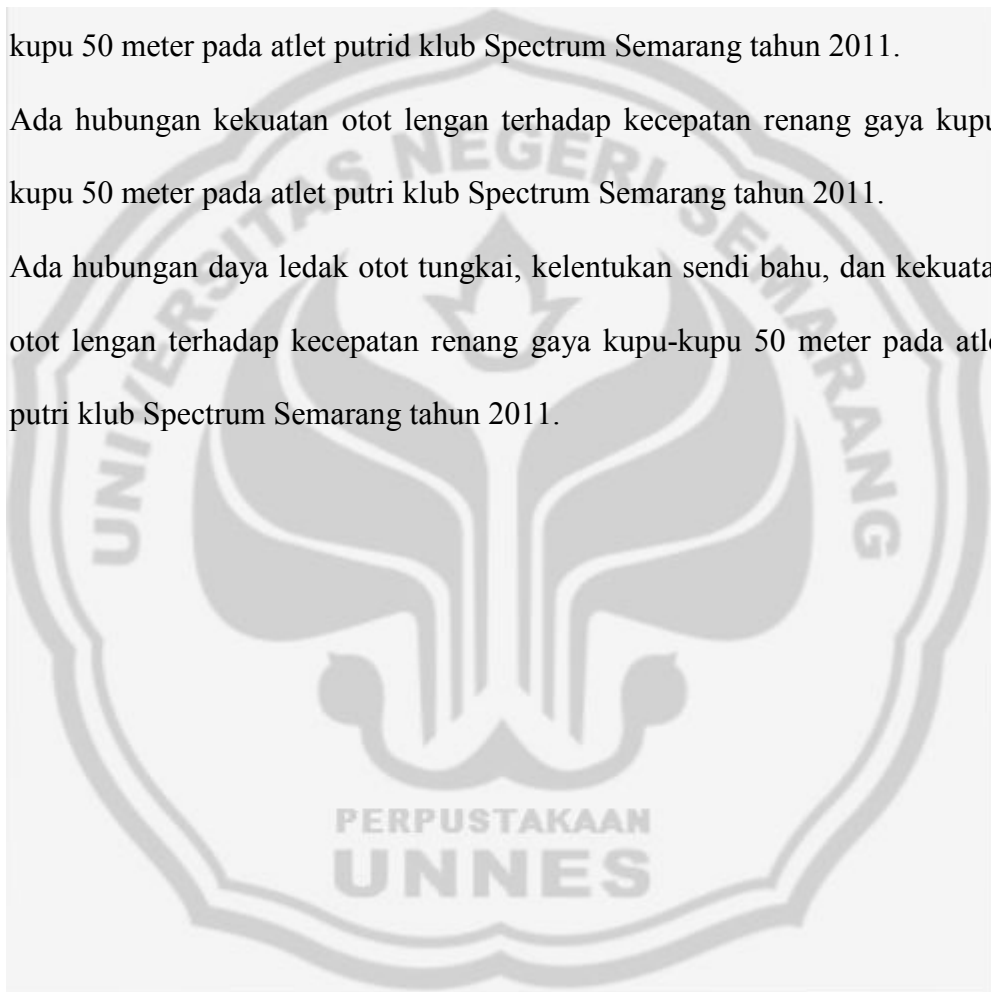 kupu 50 meter pada atlet putrid klub Spectrum Semarang tahun 2011.
Ada hubungan kekuatan otot lengan terhadap kecepatan renang gaya kupu
kupu 50 meter pada atlet putri klub Spectrum Semarang tahun 2011.
Ada hubungan daya ledak otot tungkai, kelentukan sendi bahu, dan kekuata
otot lengan terhadap kecepatan renang gaya kupu-kupu 50 meter pada atle
putri klub Spectrum Semarang tahun 2011.
UNIVERSITAS NEGERI SEMARANG
PERPUSTAKAAN
UNNES